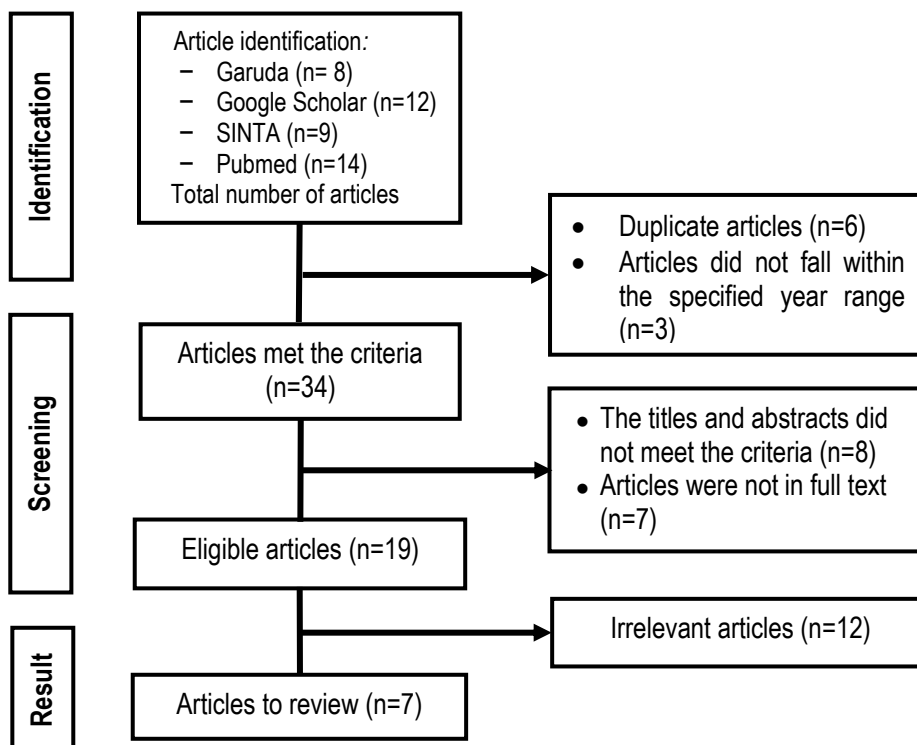 Identification
Article identification:
− Garuda (n= 8)
− Google Scholar (n=12)
− SINTA (n=9)
− Pubmed (n=14)
Total number of articles
• Duplicate articles (n=6)
• Articles did not fall within
the specified year range
(n=3)
Screening
Articles met the criteria
(n=34)
• The titles and abstracts did
not meet the criteria (n=8)
• Articles were not in full text
(n=7)
Eligible articles (n=19)
Irrelevant articles (n=12)
Result
Articles to review (n=7)